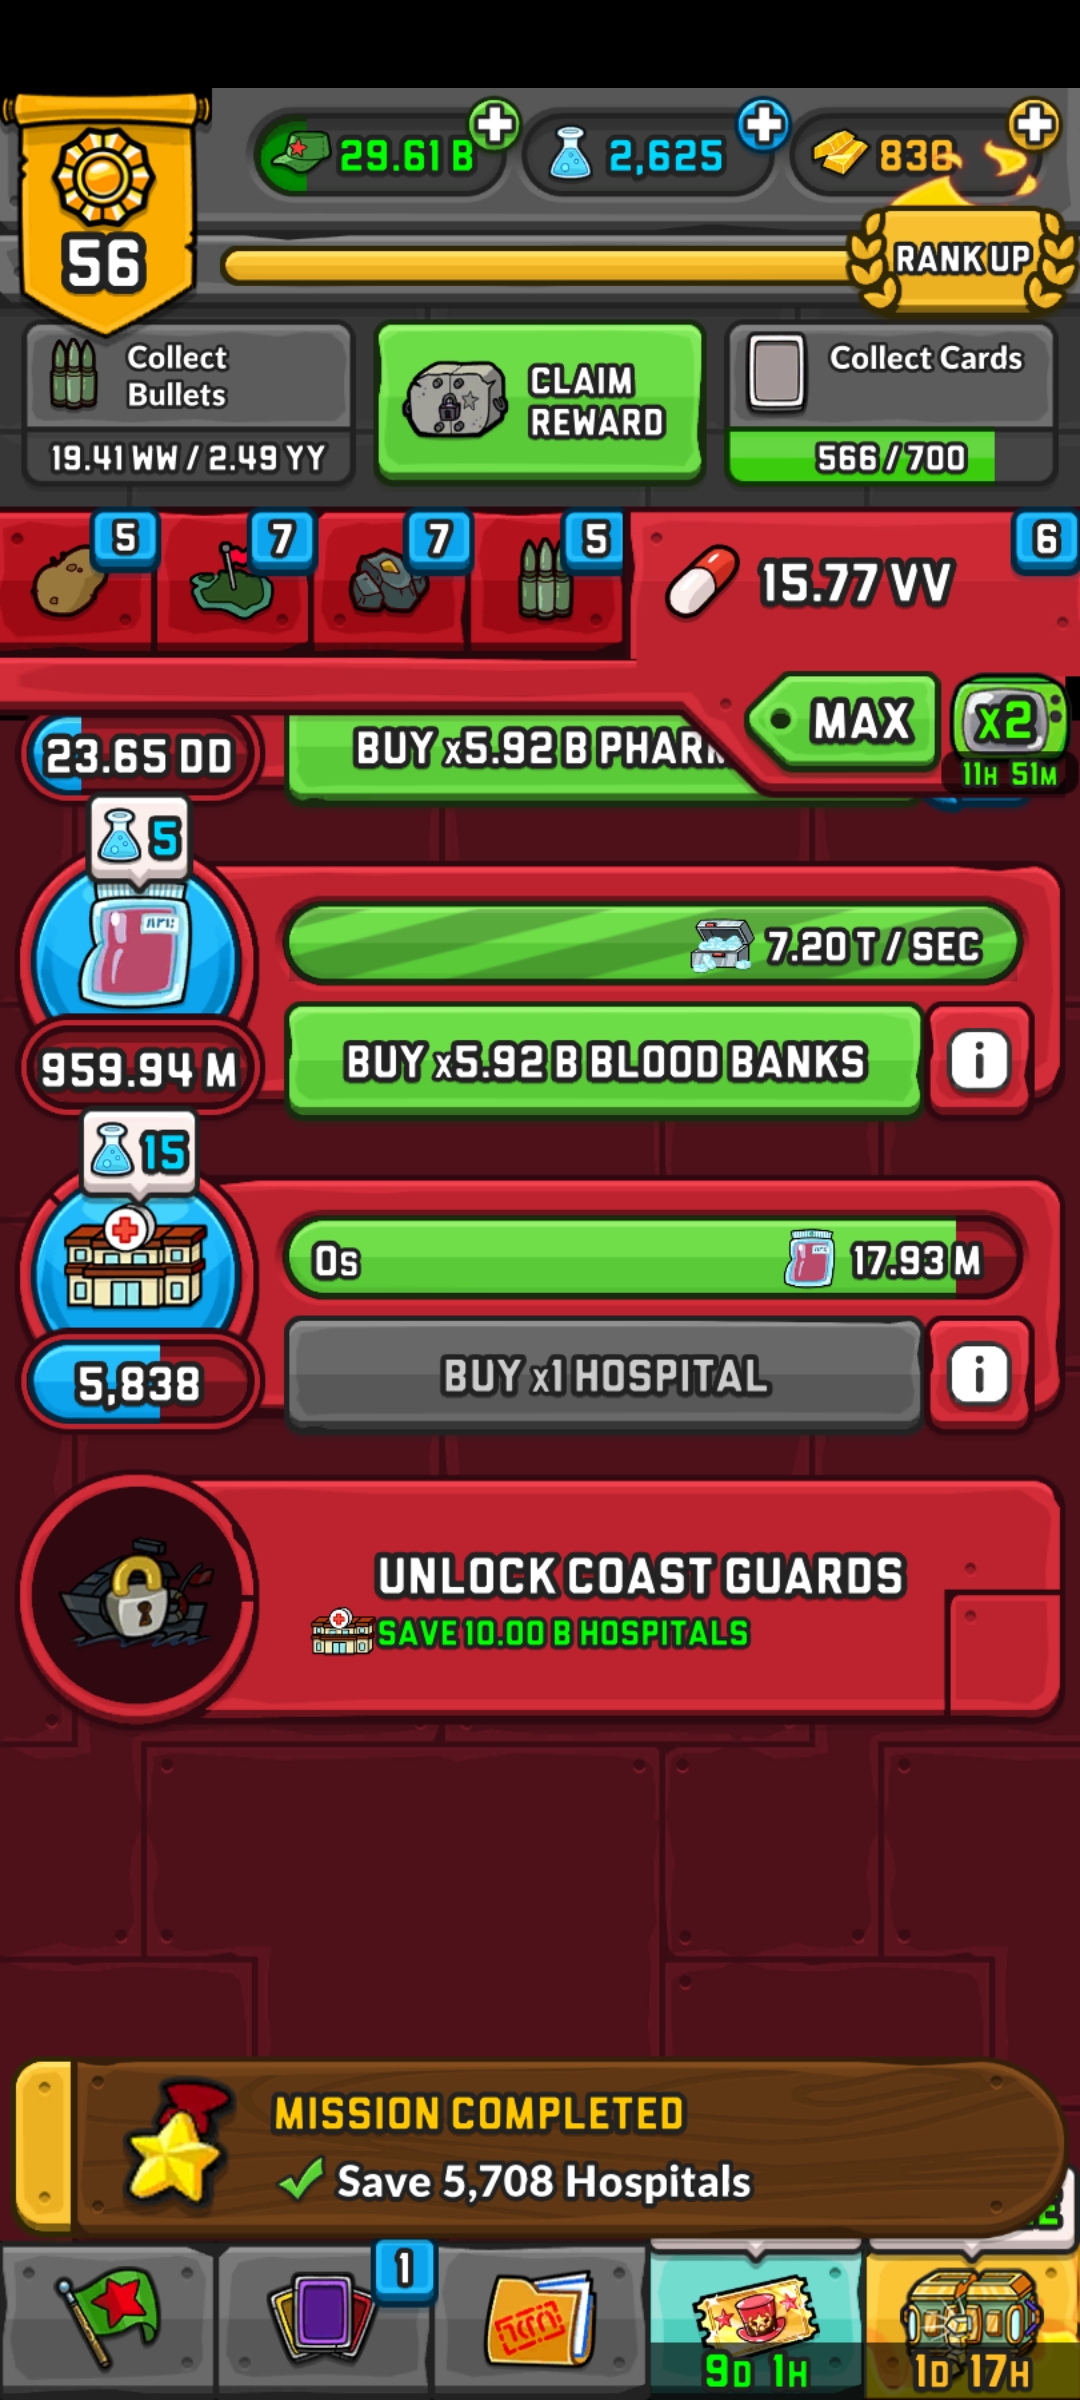 29.61 B
2,625
838
56
RANK UP
Collect
Bullets
19.41 WW / 2.49 YY
CLAIM
REWARD
Collect Cards
566 / 700
5
7
7
5
15.77 VV
6
MAX
x2
11H 51M
23.65 DD
BUY x5.92 B
5
7.20 T / SEC
959.94 M
BUY x5.92 B BLOOD BANKS
i
15
0s
17.93 M
5,838
BUY x1 HOSPITAL
i
UNLOCK COAST GUARDS
SAVE 10.00 B HOSPITALS
MISSION COMPLETED
Save 5,708 Hospitals
1
9D 1H
1D 17H